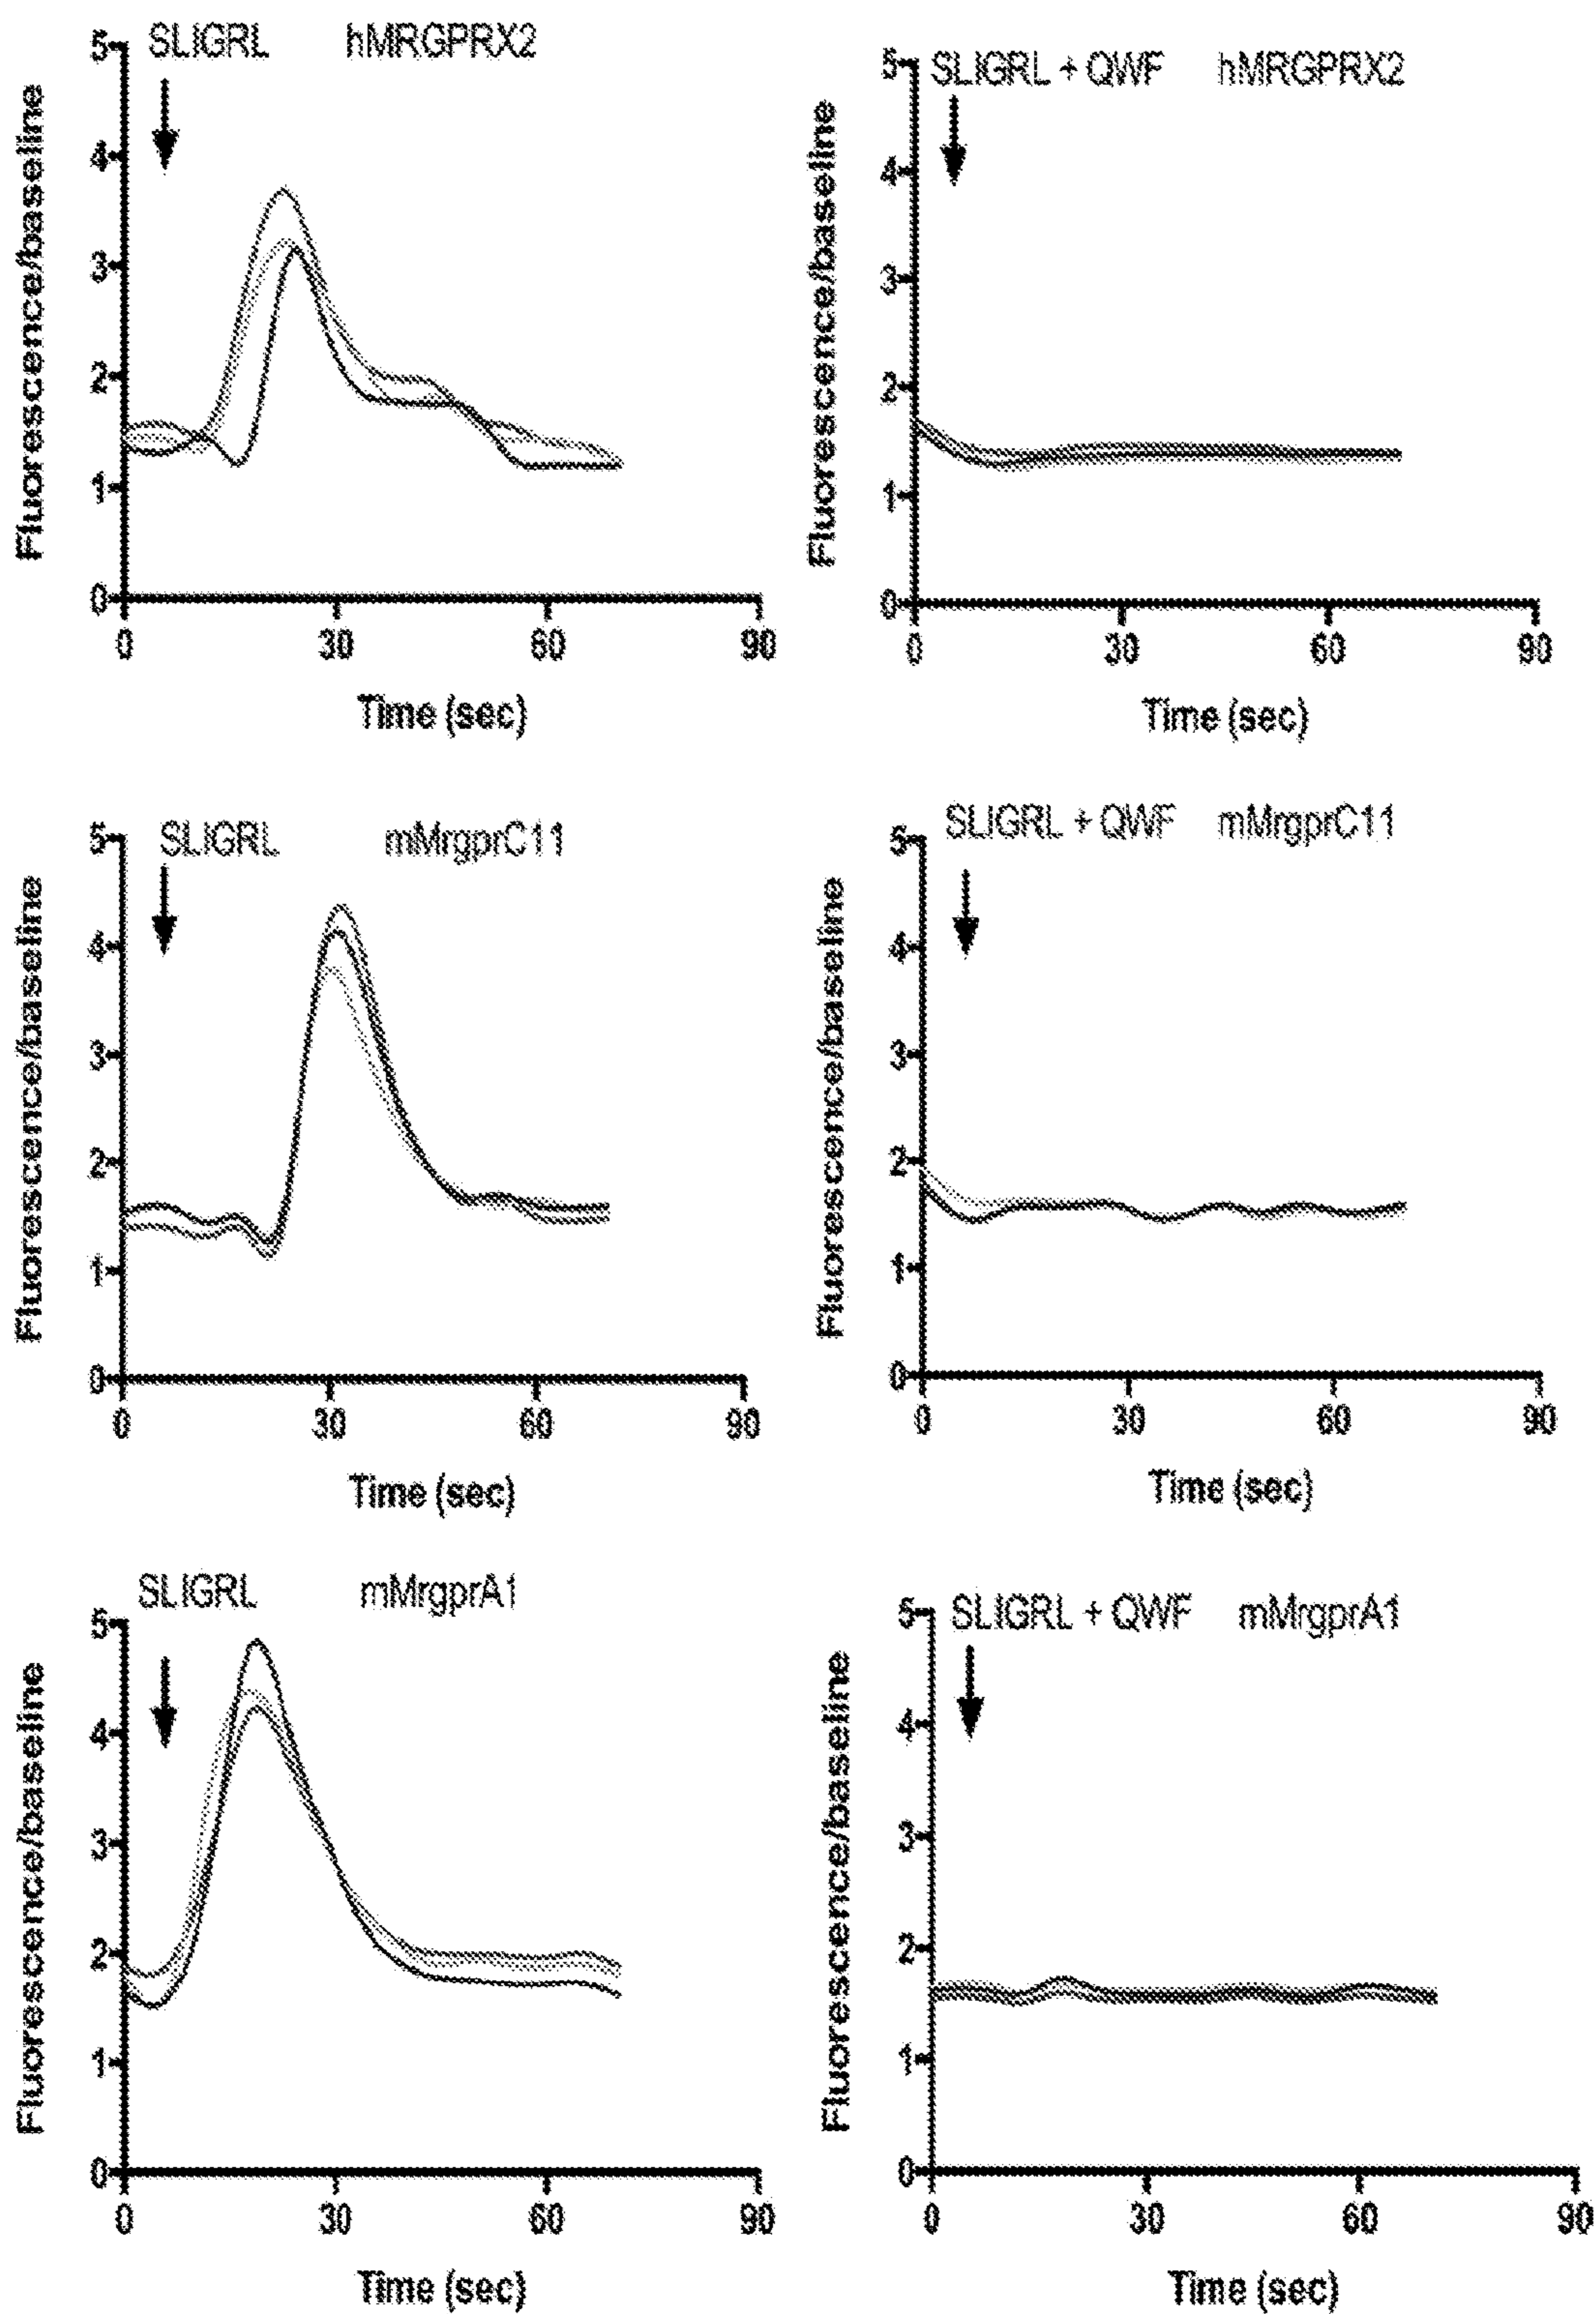 SLIGRL hMRGPRX2
5
4
3
2
1
0
Fluorescence/baseline
0 30 60 90
Time (sec)
SLIGRL + QWF hMRGPRX2
5
4
3
2
1
0
Fluorescence/baseline
0 30 60 90
Time (sec)
SLIGRL mMrgprC11
5
4
3
2
1
0
Fluorescence/baseline
0 30 60 90
Time (sec)
SLIGRL + QWF mMrgprC11
5
4
3
2
1
0
Fluorescence/baseline
0 30 60 90
Time (sec)
SLIGRL mMrgprA1
5
4
3
2
1
0
Fluorescence/baseline
0 30 60 90
Time (sec)
SLIGRL + QWF mMrgprA1
5
4
3
2
1
0
Fluorescence/baseline
0 30 60 90
Time (sec)